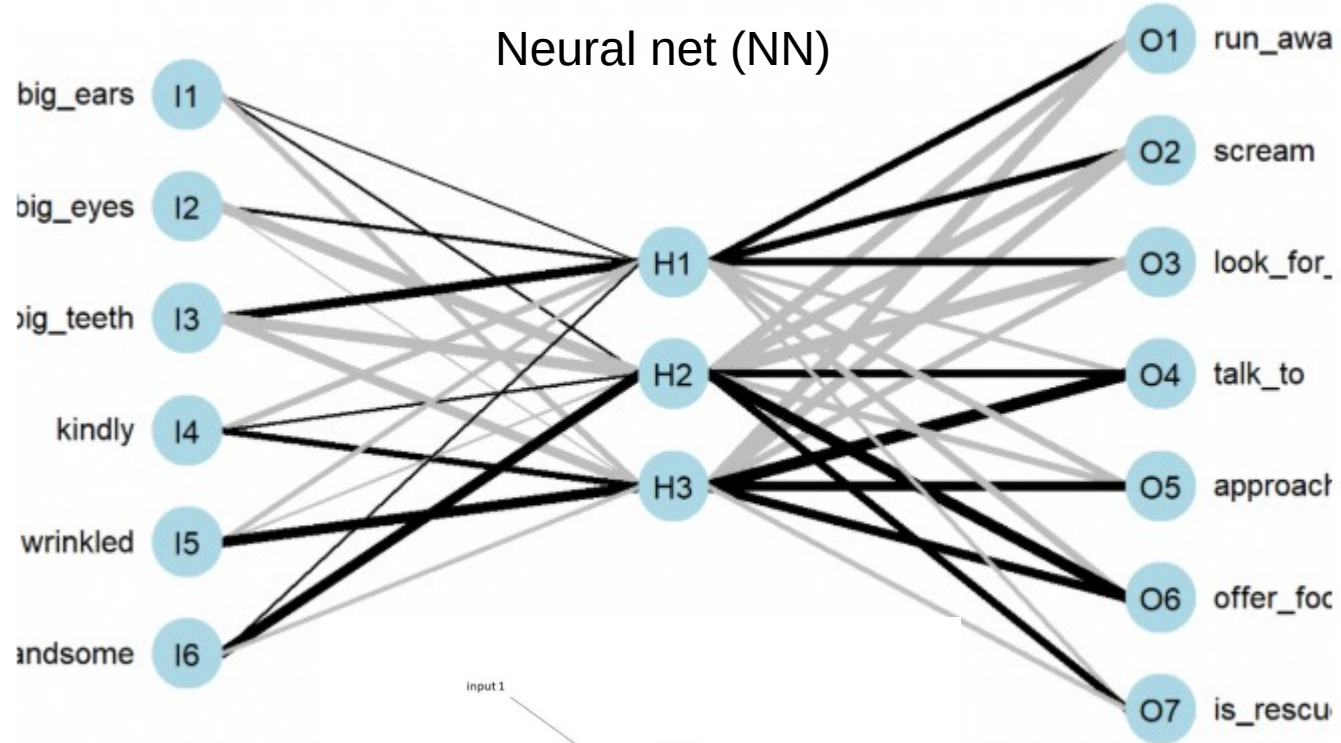 Neural net (NN)
big_ears I1
big_eyes I2
big_teeth I3
kindly I4
wrinkled I5
andsome I6
H1
H2
H3
O1 run_awa
O2 scream
O3 look_for_
O4 talk_to
O5 approach
O6 offer_foo
O7 is_rescu
input 1